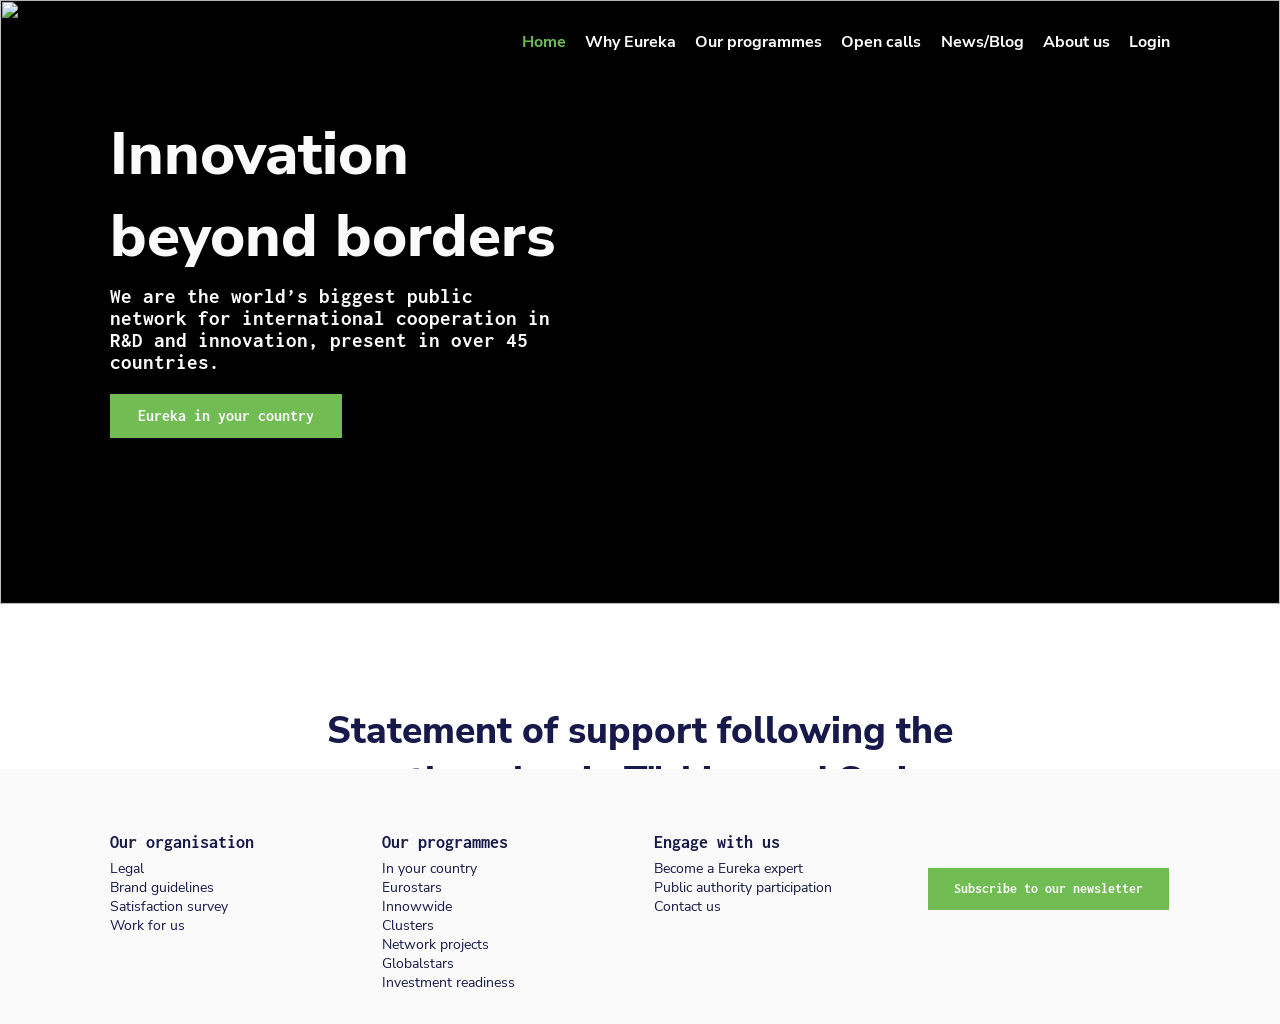 Home Why Eureka Our programmes Open calls News/Blog About us Login
Innovation
beyond borders
We are the world’s biggest public
network for international cooperation in
R&D and innovation, present in over 45
countries.
Eureka in your country
Statement of support following the
Our organisation
Legal
Brand guidelines
Satisfaction survey
Work for us
Our programmes
In your country
Eurostars
Innowwide
Clusters
Network projects
Globalstars
Investment readiness
Engage with us
Become a Eureka expert
Public authority participation
Contact us
Subscribe to our newsletter